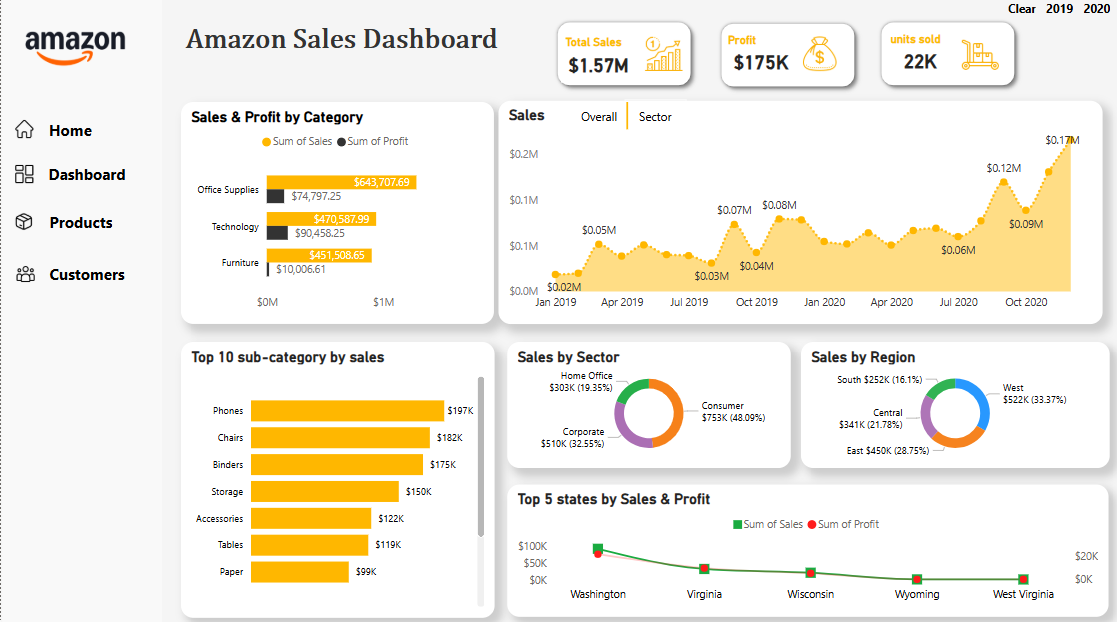 Clear 2019 2020
amazon
Amazon Sales Dashboard
Total Sales
$1.57M
1
Profit
$175K
$
units sold
22K
Home
Dashboard
Products
Customers
Sales & Profit by Category
Sum of Sales Sum of Profit
Office Supplies $643,707.69
$74,797.25
Technology $470,587.99
$90,458.25
Furniture $451,508.65
$10,006.61
$0M $1M
Sales Overall Sector
$0.2M
$0.1M
$0.1M
$0.0M
$0.02M
$0.05M
$0.03M
$0.07M
$0.04M
$0.08M
$0.06M
$0.12M
$0.09M
$0.17M
Jan 2019 Apr 2019 Jul 2019 Oct 2019 Jan 2020 Apr 2020 Jul 2020 Oct 2020
Top 10 sub-category by sales
Phones $197K
Chairs $182K
Binders $175K
Storage $150K
Accessories $122K
Tables $119K
Paper $99K
Sales by Sector
Home Office
$303K (19.35%)
Consumer
$753K (48.09%)
Corporate
$510K (32.55%)
Sales by Region
South $252K (16.1%)
West
$522K (33.37%)
Central
$341K (21.78%)
East $450K (28.75%)
Top 5 states by Sales & Profit
Sum of Sales Sum of Profit
$100K
$50K
$0K
$20K
$0K
Washington Virginia Wisconsin Wyoming West Virginia